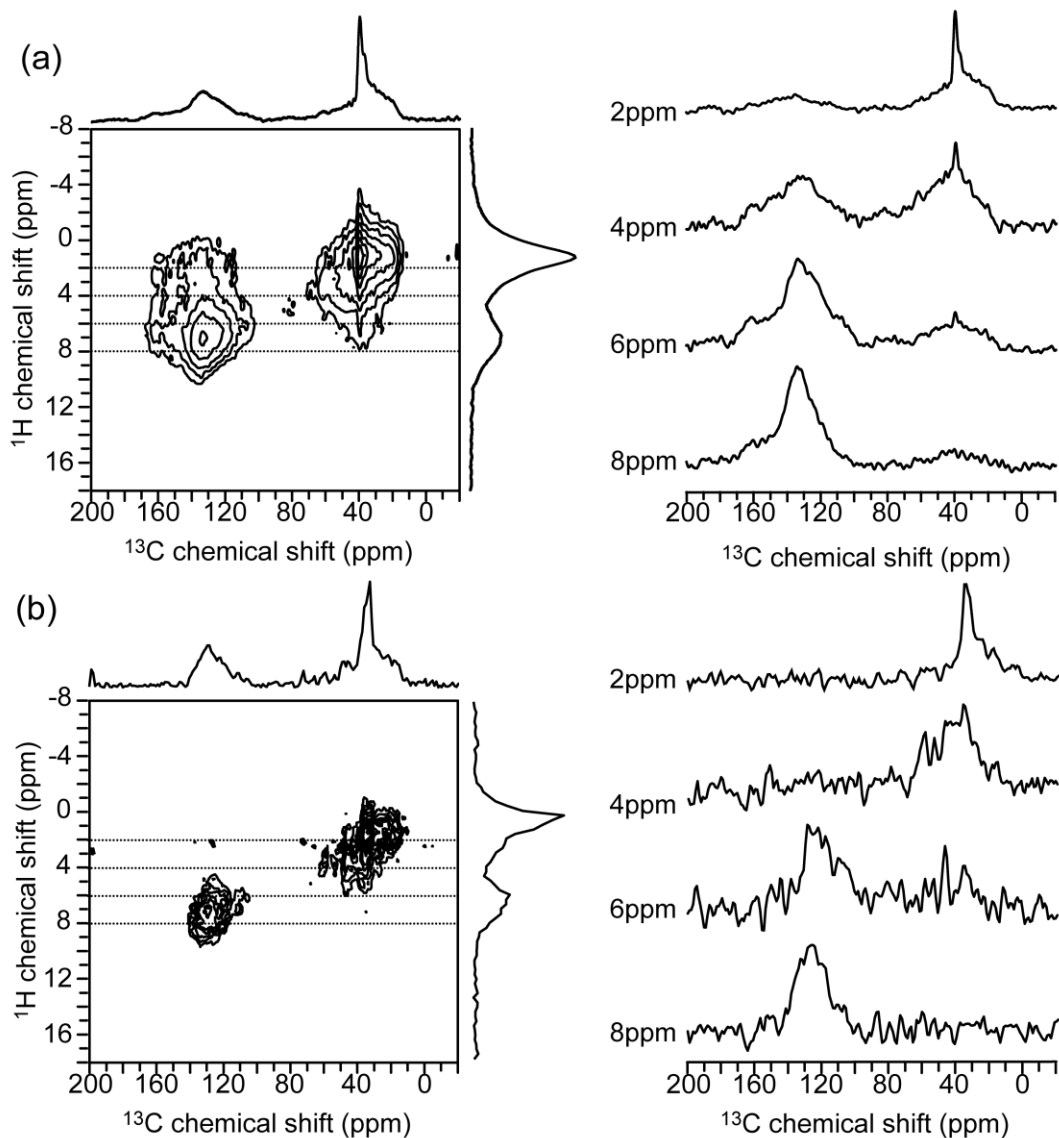 (a)
-8
-4
0
4
8
12
16
¹H chemical shift (ppm)
200 160 120 80 40 0
¹³C chemical shift (ppm)
2ppm
4ppm
6ppm
8ppm
200 160 120 80 40 0
¹³C chemical shift (ppm)
(b)
-8
-4
0
4
8
12
16
¹H chemical shift (ppm)
200 160 120 80 40 0
¹³C chemical shift (ppm)
2ppm
4ppm
6ppm
8ppm
200 160 120 80 40 0
¹³C chemical shift (ppm)